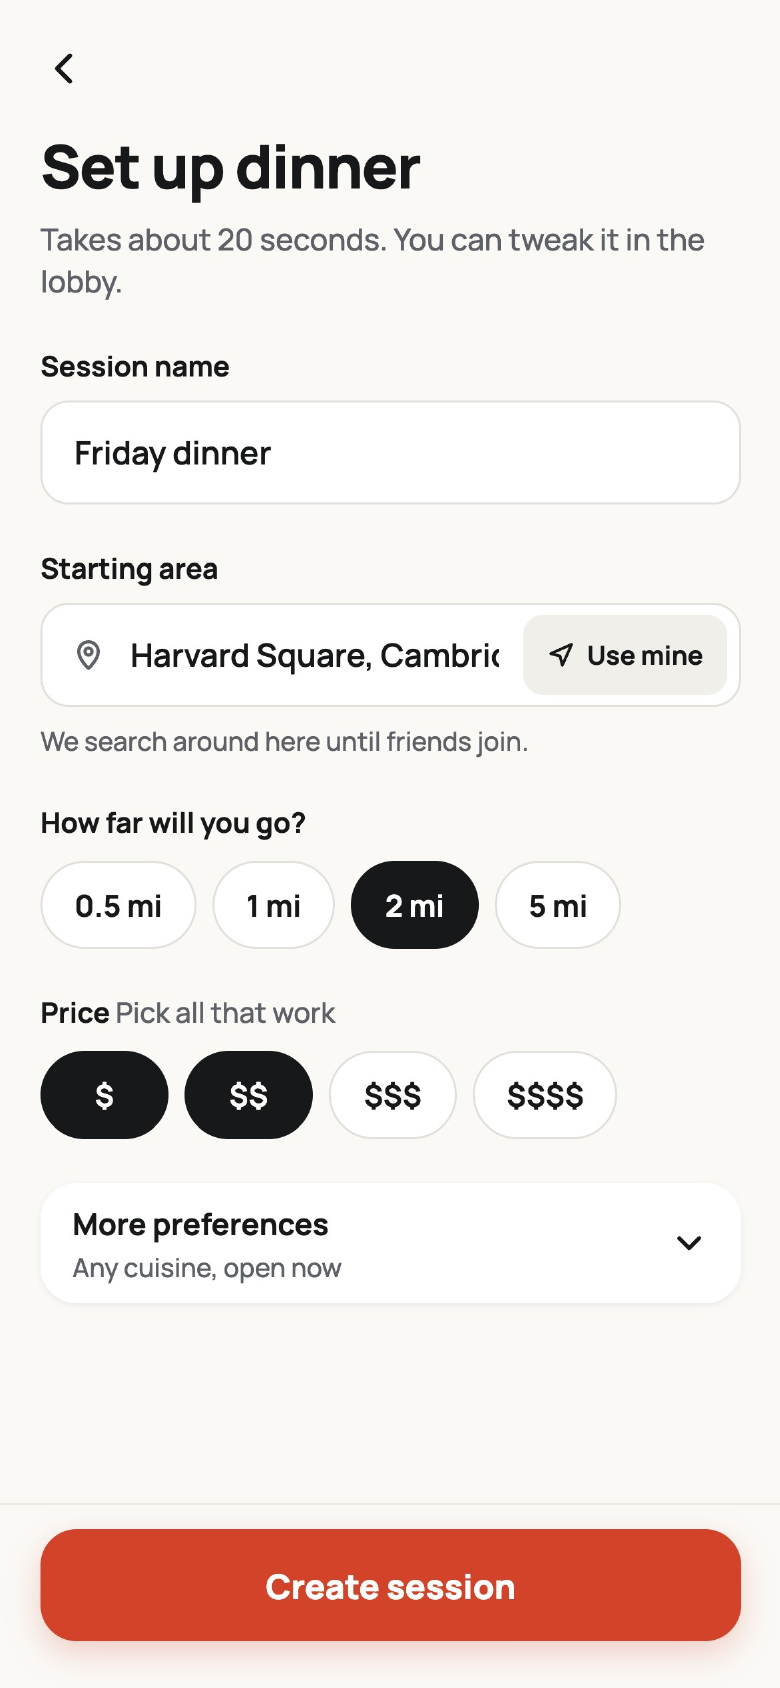 Set up dinner
Takes about 20 seconds. You can tweak it in the
lobby.
Session name
Friday dinner
Starting area
Harvard Square, Cambri
Use mine
We search around here until friends join.
How far will you go?
0.5 mi 1 mi 2 mi 5 mi
Price Pick all that work
$ $$ $$$ $$$$
More preferences
Any cuisine, open now
Create session